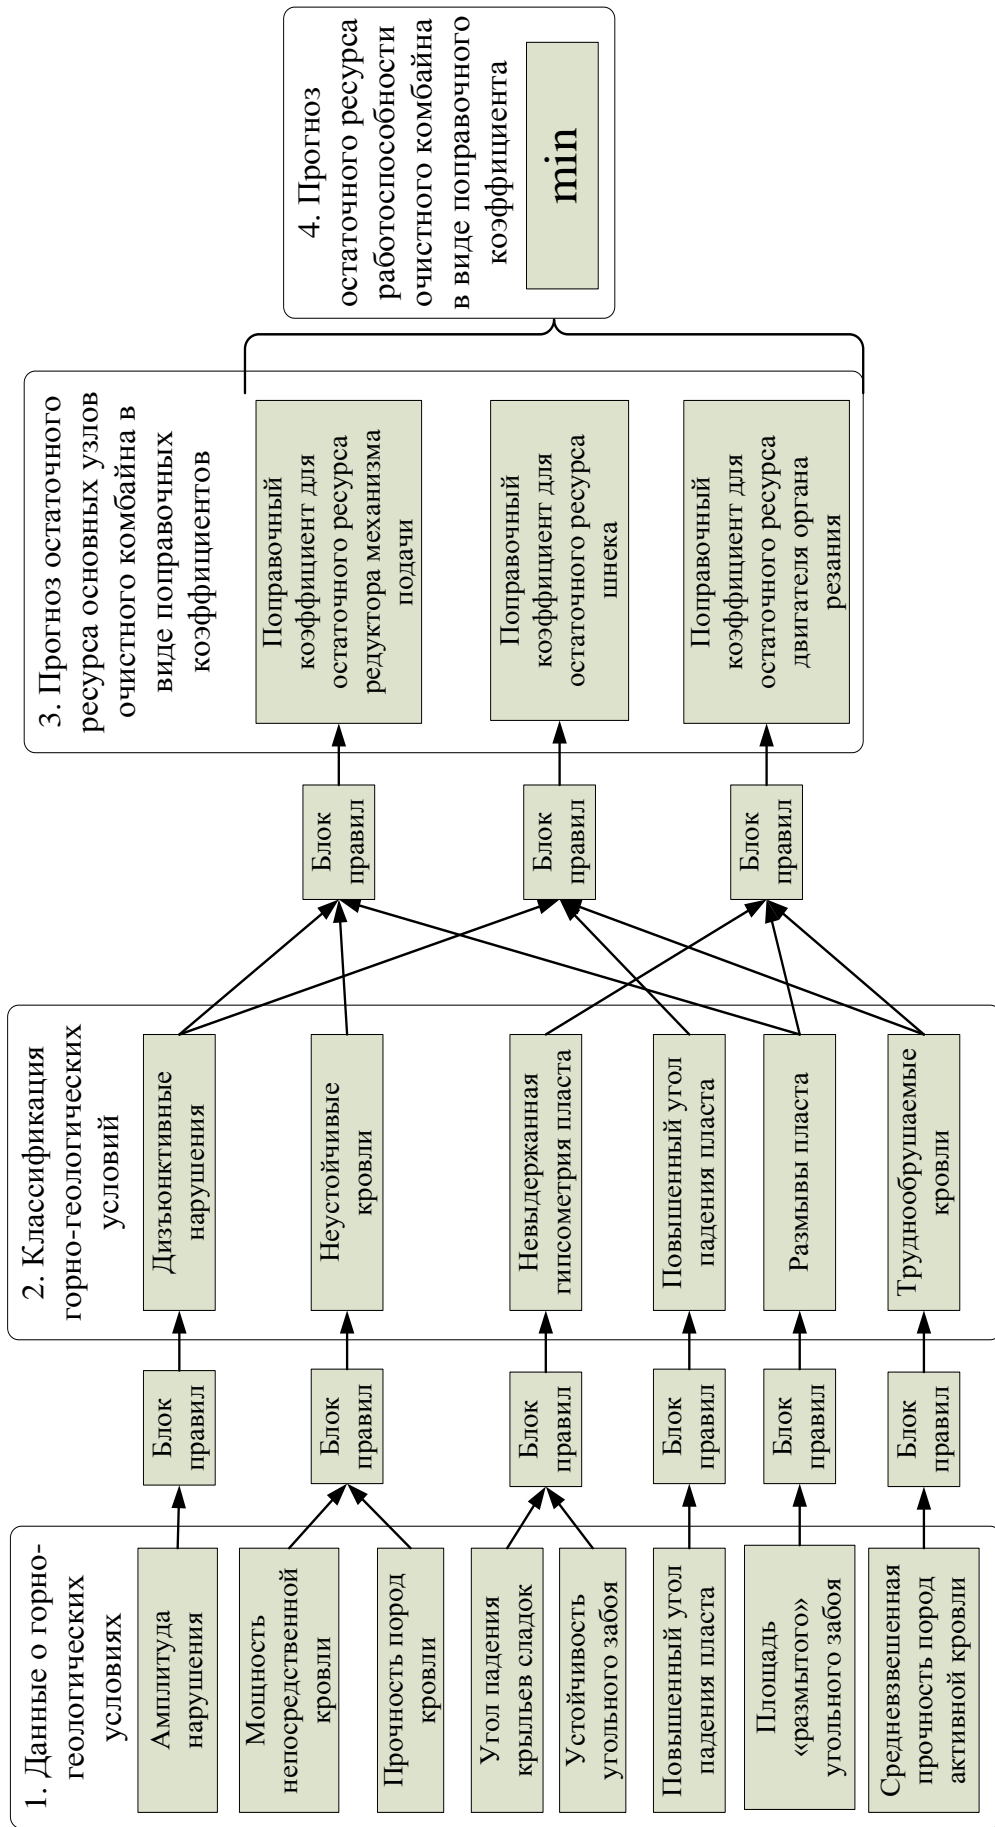 1. Данные о горно-
геологических
условиях
Амплитуда
нарушения
Мощность
непосредственной
кровли
Прочность пород
кровли
Угол падения
крыльев сладок
Устойчивость
угольного забоя
Повышенный угол
падения пласта
Площадь
«размытого»
угольного забоя
Средневзвешенная
прочность пород
активной кровли
Блок
правил
Блок
правил
Блок
правил
Блок
правил
Блок
правил
Блок
правил
2. Классификация
горно-геологических
условий
Дизъюнктивные
нарушения
Неустойчивые
кровли
Невыдержанная
гипсометрия пласта
Повышенный угол
падения пласта
Размывы пласта
Труднообрушаемые
кровли
Блок
правил
Блок
правил
Блок
правил
3. Прогноз остаточного
ресурса основных узлов
очистного комбайна в
виде поправочных
коэффициентов
Поправочный
коэффициент для
остаточного ресурса
редуктора механизма
подачи
Поправочный
коэффициент для
остаточного ресурса
шнека
Поправочный
коэффициент для
остаточного ресурса
двигателя органа
резания
4. Прогноз
остаточного ресурса
работоспособности
очистного комбайна
в виде поправочного
коэффициента
min